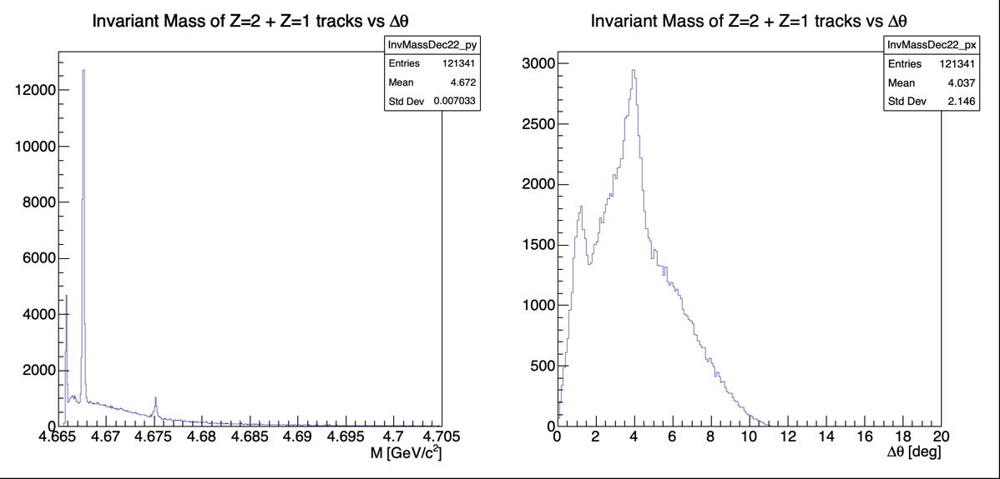 Invariant Mass of Z=2 + Z=1 tracks vs Δθ
InvMassDec22_py
Entries 121341
Mean 4.672
Std Dev 0.007033
12000
10000
8000
6000
4000
2000
0
4.665 4.67 4.675 4.68 4.685 4.69 4.695 4.7 4.705
M [GeV/c²]
Invariant Mass of Z=2 + Z=1 tracks vs Δθ
InvMassDec22_px
Entries 121341
Mean 4.037
Std Dev 2.146
3000
2500
2000
1500
1000
500
0
0 2 4 6 8 10 12 14 16 18 20
Δθ [deg]